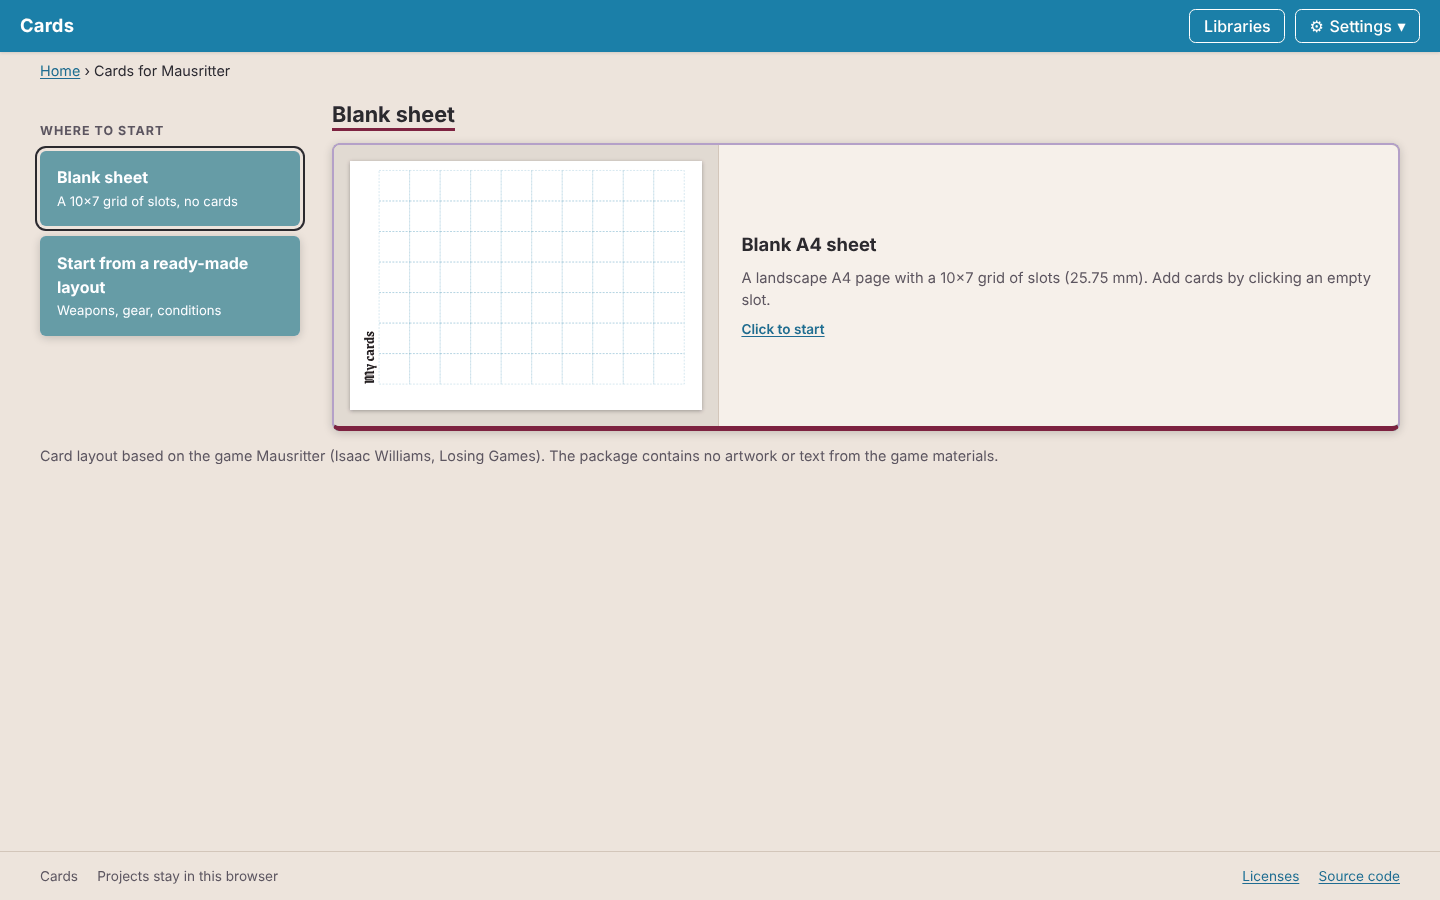 Cards
Libraries
⚙ Settings ▾
Home › Cards for Mausritter
WHERE TO START
Blank sheet
A 10×7 grid of slots, no cards
Start from a ready-made
layout
Weapons, gear, conditions
Blank sheet
My cards
Blank A4 sheet
A landscape A4 page with a 10×7 grid of slots (25.75 mm). Add cards by clicking an empty
slot.
Click to start
Card layout based on the game Mausritter (Isaac Williams, Losing Games). The package contains no artwork or text from the game materials.
Cards
Projects stay in this browser
Licenses
Source code